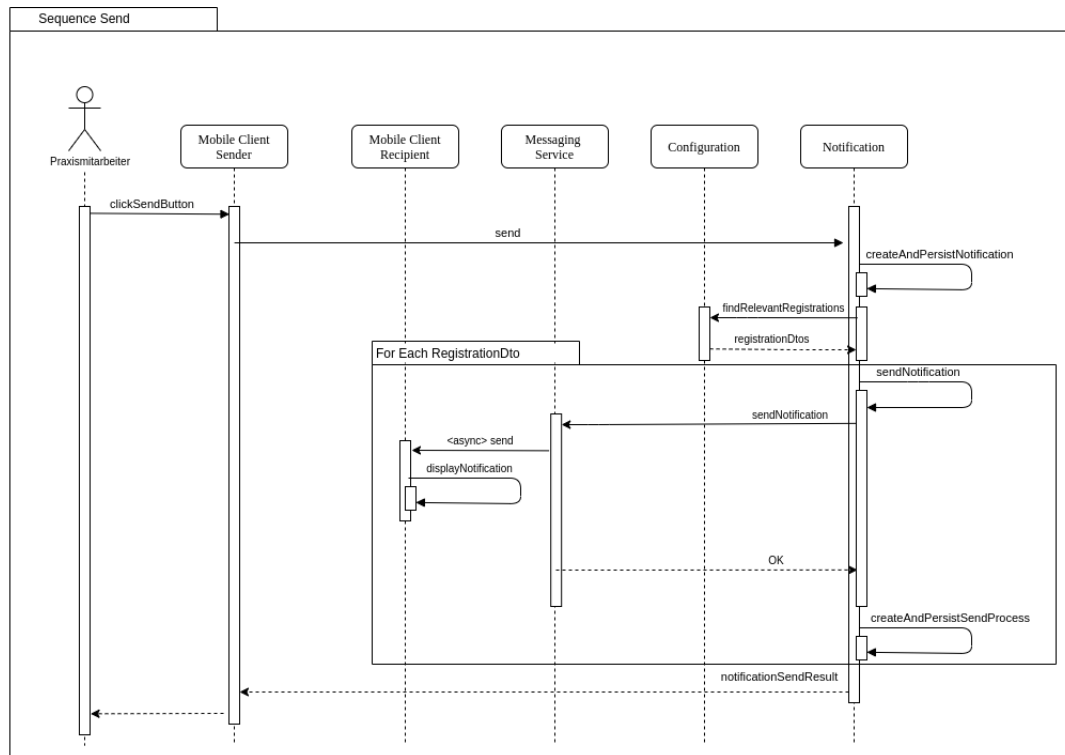 Sequence Send
Praxismitarbeiter
Mobile Client
Sender
Mobile Client
Recipient
Messaging
Service
Configuration
Notification
clickSendButton
send
createAndPersistNotification
findRelevantRegistrations
registrationDtos
For Each RegistrationDto
sendNotification
sendNotification
<async> send
displayNotification
OK
createAndPersistSendProcess
notificationSendResult